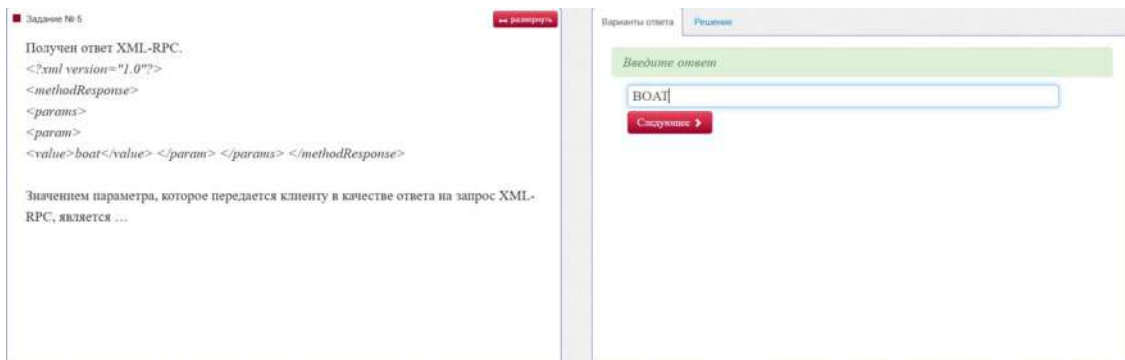 Задание № 5
развернуть
Получен ответ XML-RPC.
<?xml version="1.0"?>
<methodResponse>
<params>
<param>
<value>boat</value> </param> </params> </methodResponse>
Значением параметра, которое передается клиенту в качестве ответа на запрос XML-
RPC, является …
Варианты ответа
Решение
Введите ответ
BOAT
Следующее